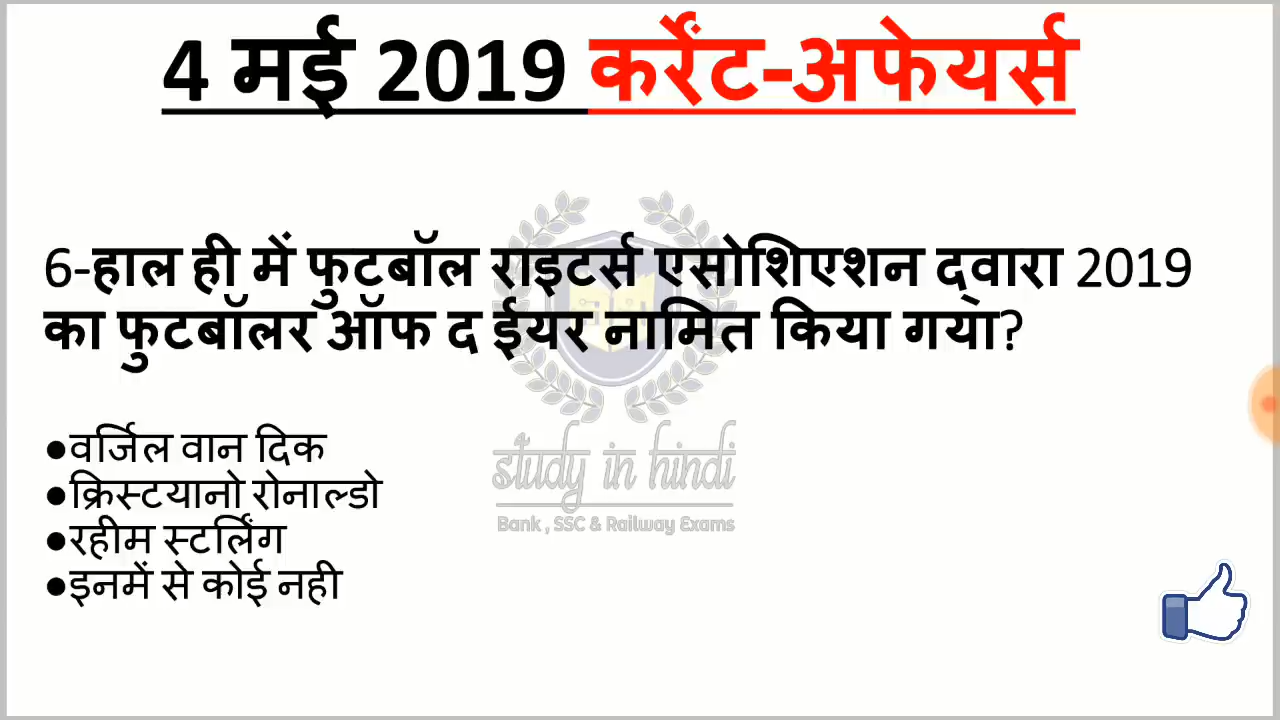 4 मई 2019 करेंट-अफेयर्स
6-हाल ही में फुटबॉल राइटर्स एसोशिएशन द्वारा 2019
का फुटबॉलर ऑफ द ईयर नामित किया गया?
●वर्जिल वान दिक
●क्रिस्टयानो रोनाल्डो
●रहीम स्टर्लिंग
●इनमें से कोई नही
study in hindi
Bank , SSC & Railway Exams